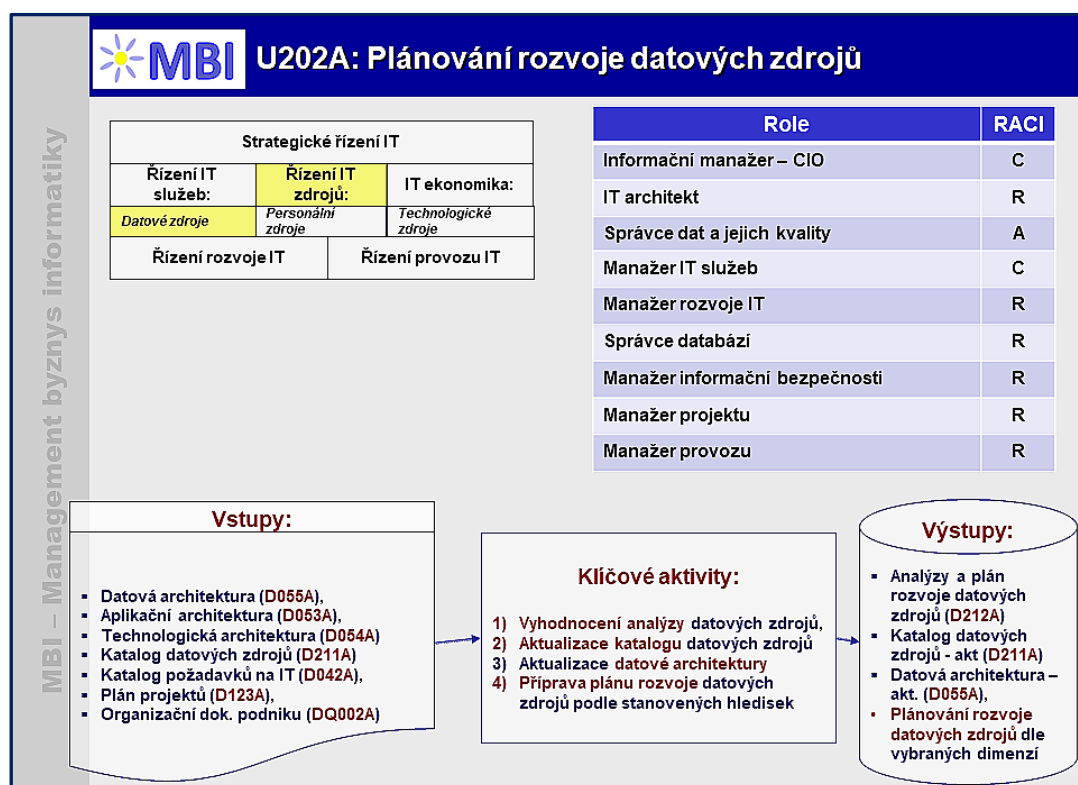 MBI
U202A: Plánování rozvoje datových zdrojů
MBI – Management byznys informatiky
Strategické řízení IT
Řízení IT
služeb:
Řízení IT
zdrojů:
IT ekonomika:
Datové zdroje
Personální
zdroje
Technologické
zdroje
Řízení rozvoje IT
Řízení provozu IT
Role RACI
Informační manažer – CIO C
IT architekt R
Správce dat a jejich kvality A
Manažer IT služeb C
Manažer rozvoje IT R
Správce databází R
Manažer informační bezpečnosti R
Manažer projektu R
Manažer provozu R
Vstupy:
▪ Datová architektura (D055A),
▪ Aplikační architektura (D053A),
▪ Technologická architektura (D054A)
▪ Katalog datových zdrojů (D211A)
▪ Katalog požadavků na IT (D042A),
▪ Plán projektů (D123A),
▪ Organizační dok. podniku (DQ002A)
Klíčové aktivity:
1) Vyhodnocení analýzy datových zdrojů,
2) Aktualizace katalogu datových zdrojů
3) Aktualizace datové architektury
4) Příprava plánu rozvoje datových
zdrojů podle stanovených hledisek
Výstupy:
▪ Analýzy a plán
rozvoje datových
zdrojů (D212A)
▪ Katalog datových
zdrojů - akt (D211A)
▪ Datová architektura –
akt. (D055A),
• Plánování rozvoje
datových zdrojů dle
vybraných dimenzí